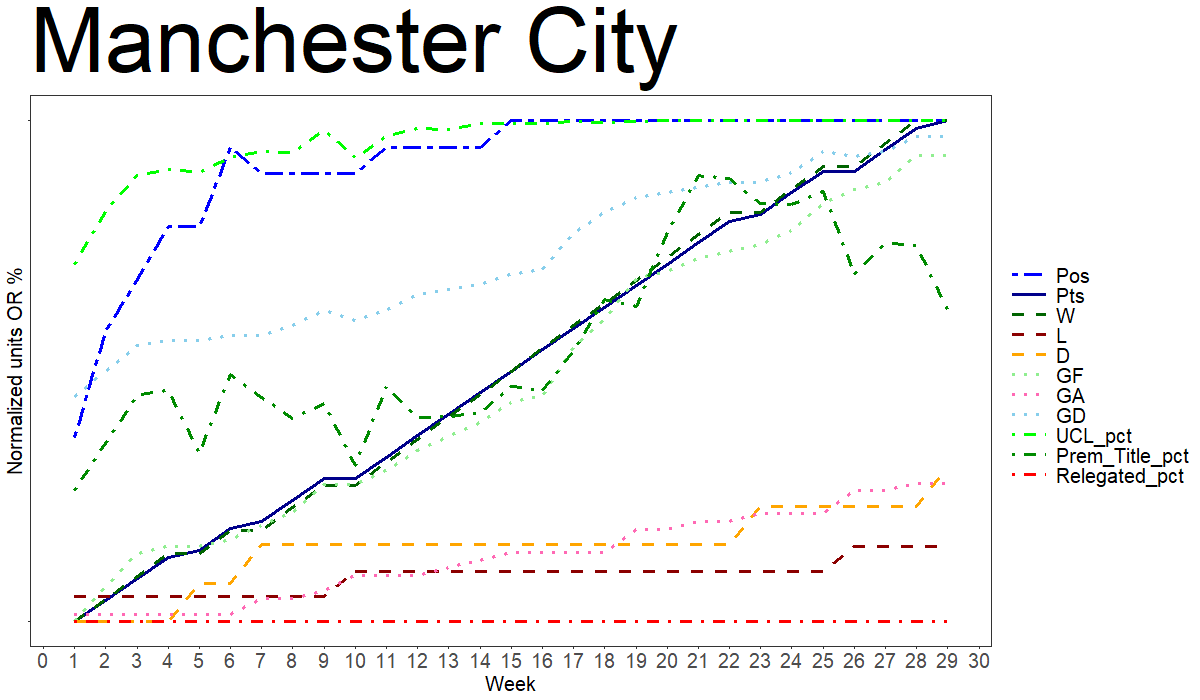 Manchester City
Normalized units OR %
Pos
Pts
W
L
D
GF
GA
GD
UCL_pct
Prem_Title_pct
Relegated_pct
0 1 2 3 4 5 6 7 8 9 10 11 12 13 14 15 16 17 18 19 20 21 22 23 24 25 26 27 28 29 30
Week